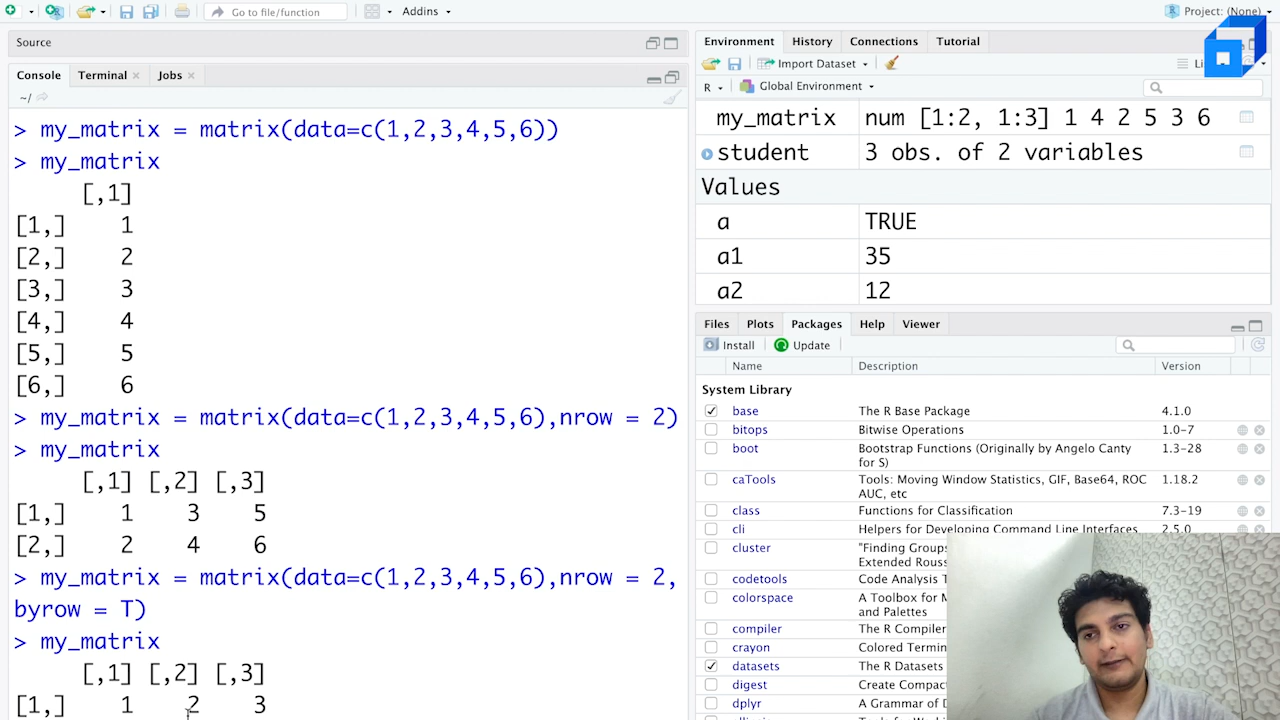 Go to file/function
Addins
Project: (None)
Source
Console Terminal Jobs
~/
> my_matrix = matrix(data=c(1,2,3,4,5,6))
> my_matrix
[,1]
[1,] 1
[2,] 2
[3,] 3
[4,] 4
[5,] 5
[6,] 6
> my_matrix = matrix(data=c(1,2,3,4,5,6),nrow = 2)
> my_matrix
[,1] [,2] [,3]
[1,] 1 3 5
[2,] 2 4 6
> my_matrix = matrix(data=c(1,2,3,4,5,6),nrow = 2,
byrow = T)
> my_matrix
[,1] [,2] [,3]
[1,] 1 2 3
Environment History Connections Tutorial
Import Dataset
R Global Environment
my_matrix num [1:2, 1:3] 1 4 2 5 3 6
student 3 obs. of 2 variables
Values
a TRUE
a1 35
a2 12
Files Plots Packages Help Viewer
Install Update
Name Description Version
System Library
base The R Base Package 4.1.0
bitops Bitwise Operations 1.0-7
boot Bootstrap Functions (Originally by Angelo Canty 1.3-28
for S)
caTools Tools: Moving Window Statistics, GIF, Base64, ROC 1.18.2
AUC, etc
class Functions for Classification 7.3-19
cli Helpers for Developing Command Line Interfaces 2.5.0
cluster "Finding Groups
Extended Rous
codetools Code Analysis T
colorspace A Toolbox for M
and Palettes
compiler The R Compiler
crayon Colored Termin
datasets The R Datasets
digest Create Compac
dplyr A Grammar of D